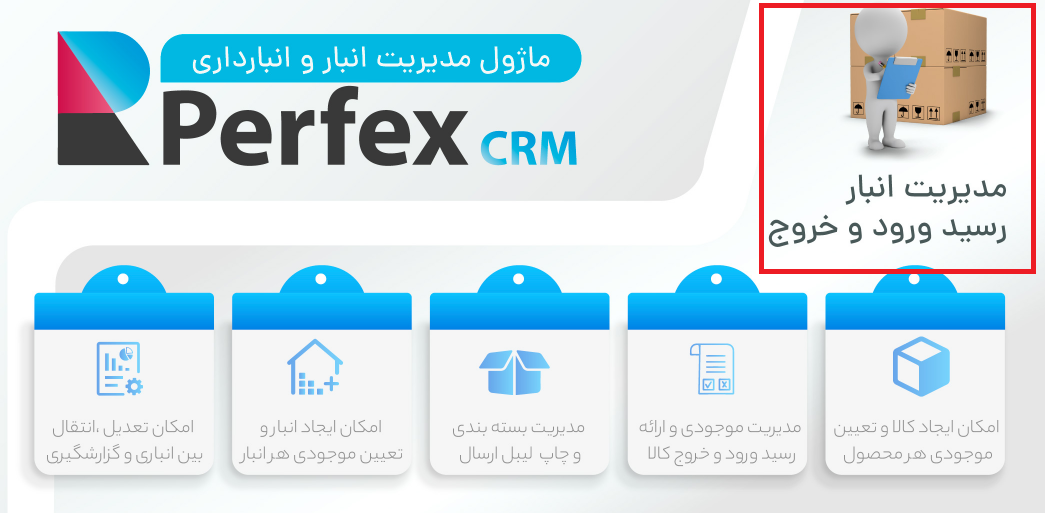 ماژول مدیریت انبار و انبارداری
Perfex CRM
مدیریت انبار
رسید ورود و خروج
امکان ایجاد کالا و تعیین
موجودی هر محصول
مدیریت موجودی و ارائه
رسید ورود و خروج کالا
مدیریت بسته بندی
و چاپ لیبل ارسال
امکان ایجاد انبار و
تعیین موجودی هر انبار
امکان تعدیل ،انتقال
بین انباری و گزارشگیری